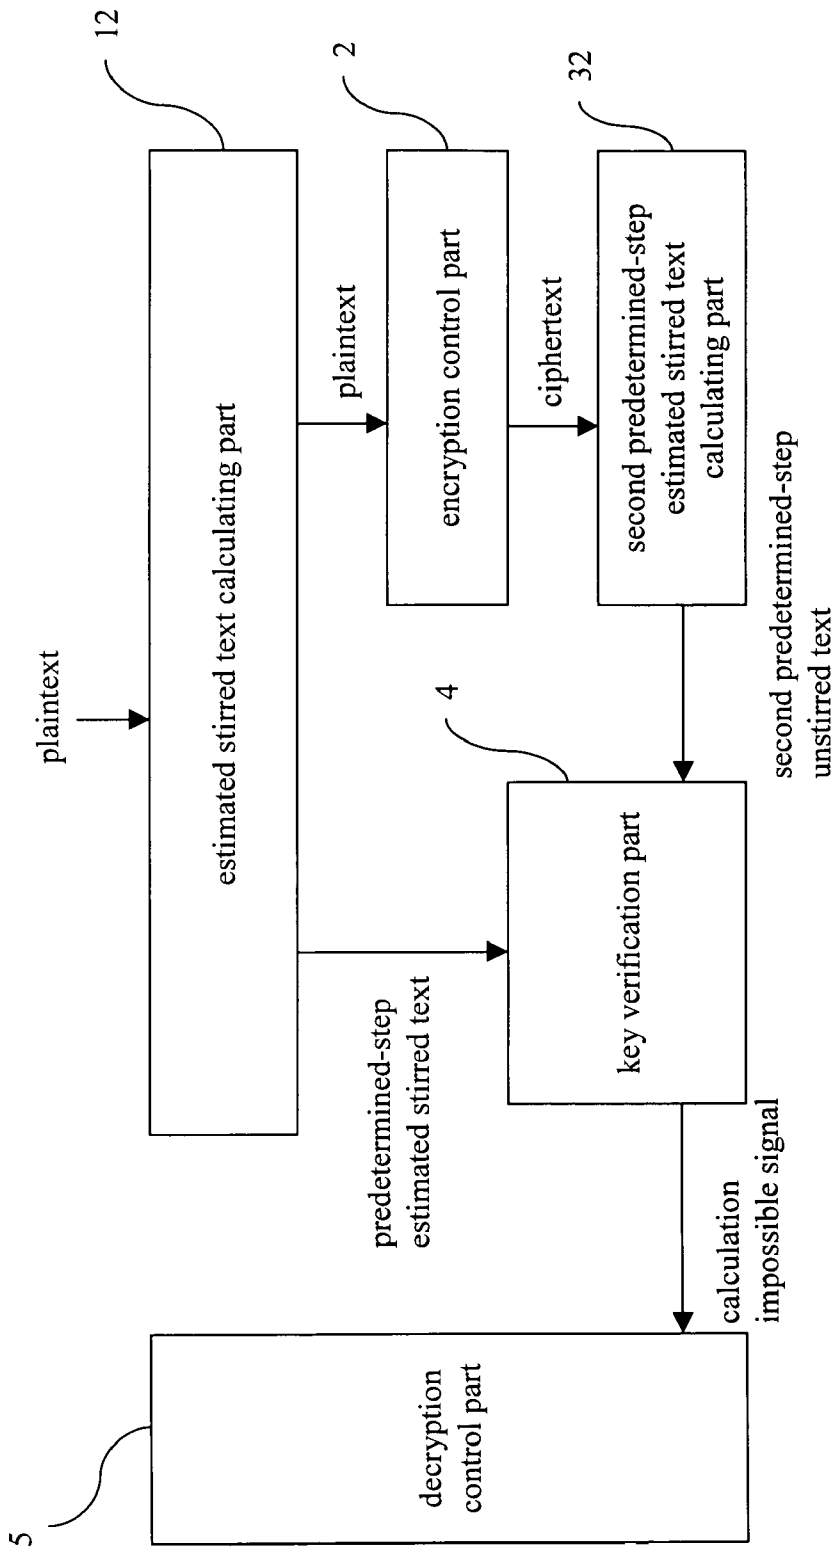 12
2
32
plaintext
estimated stirred text calculating part
plaintext
encryption control part
ciphertext
second predetermined-step
estimated stirred text
calculating part
second predetermined-step
unstirred text
4
key verification part
predetermined-step
estimated stirred text
calculation
impossible signal
5
decryption
control part